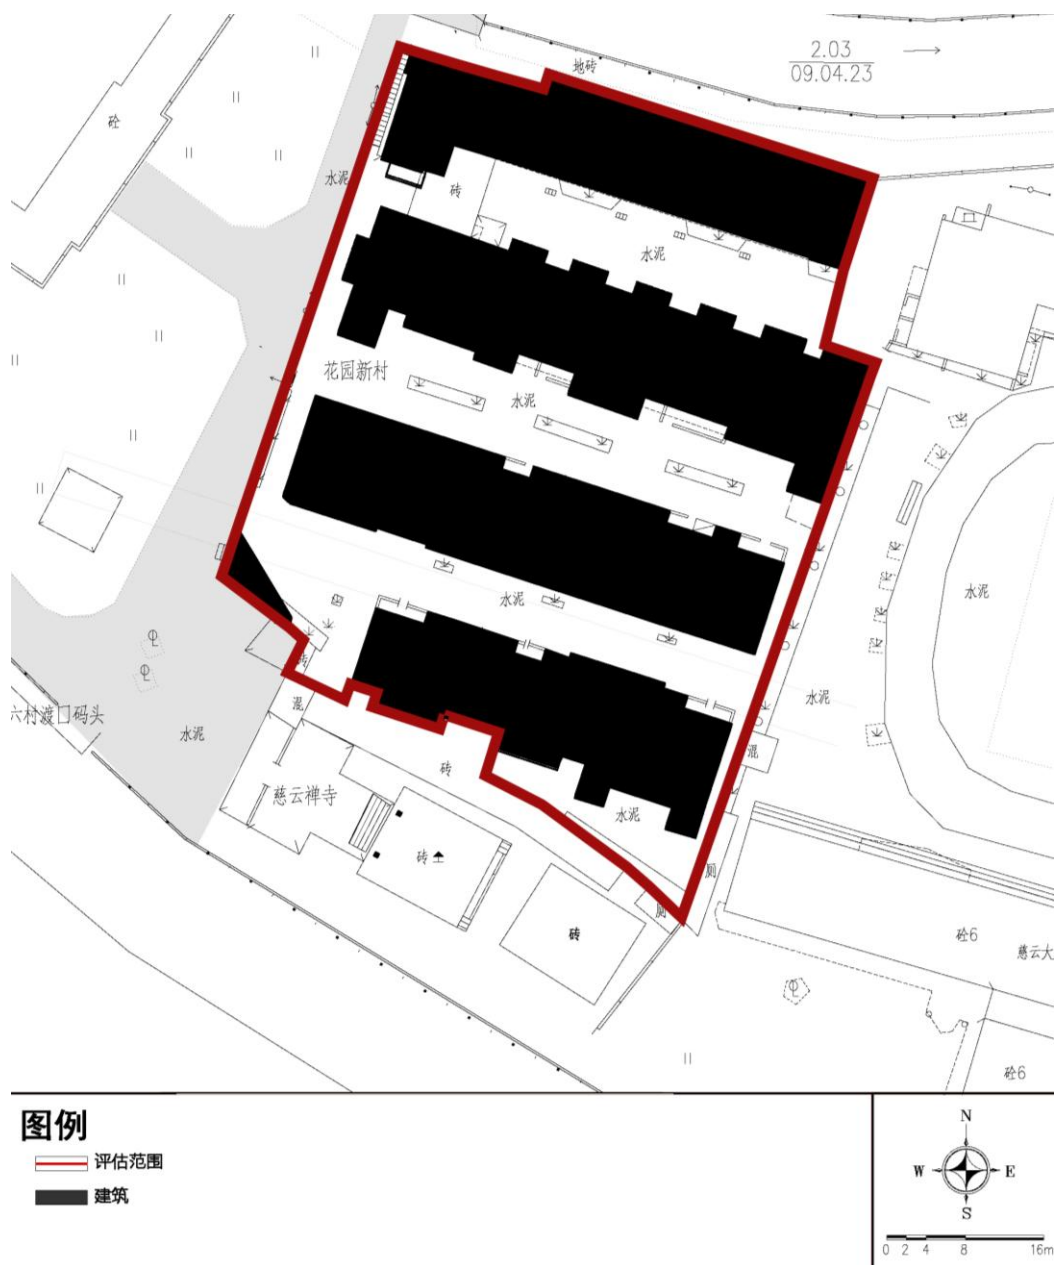 2.03
09.04.23
地砖
砼
水泥
砖
水泥
花园新村
水泥
水泥
水泥
砖
混
六村渡口码头
水泥
水泥
混
砖
慈云禅寺
水泥
砖
厕
厕
砖
砼6
慈云大
砼6
图例
评估范围
建筑
N
W
E
S
0 2 4 8 16m